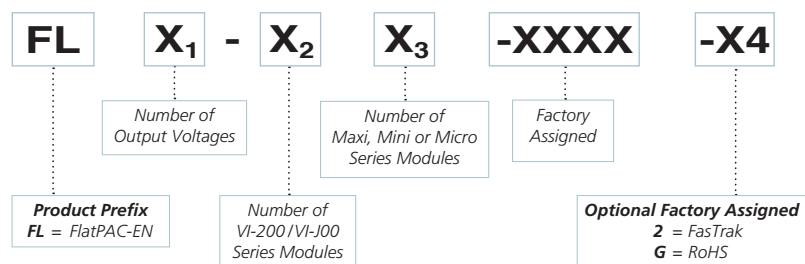 FL X₁ - X₂ X₃ -XXXX -X4
Number of
Output Voltages
Number of
Maxi, Mini or Micro
Series Modules
Factory
Assigned
Product Prefix
FL = FlatPAC-EN
Number of
VI-200/VI-J00
Series Modules
Optional Factory Assigned
2 = FasTrak
G = RoHS